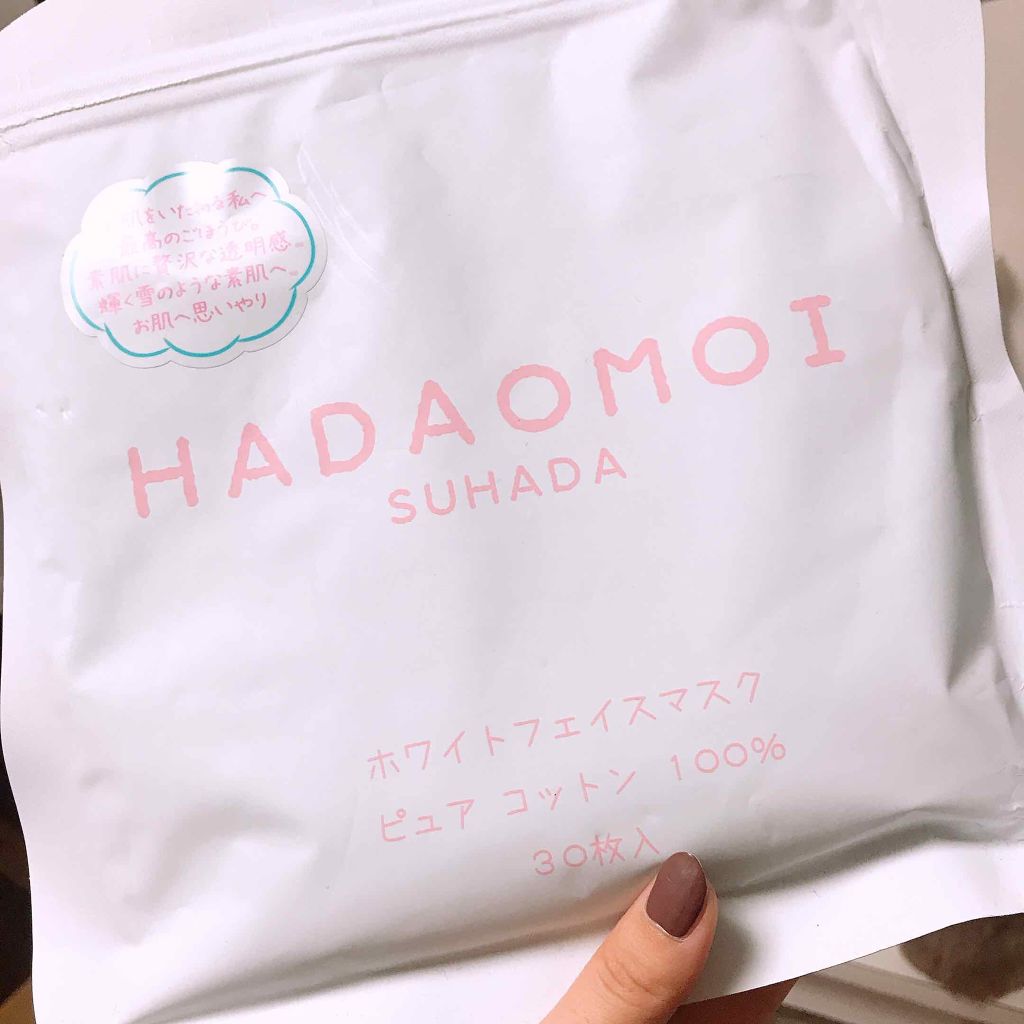 肌をいたわる私へ
最高のごほうび。
素肌に贅沢な透明感。
輝く雪のような素肌へ。
お肌へ思いやり
HADAOMOI
SUHADA
ホワイトフェイスマスク
ピュア コットン 100%
30枚入